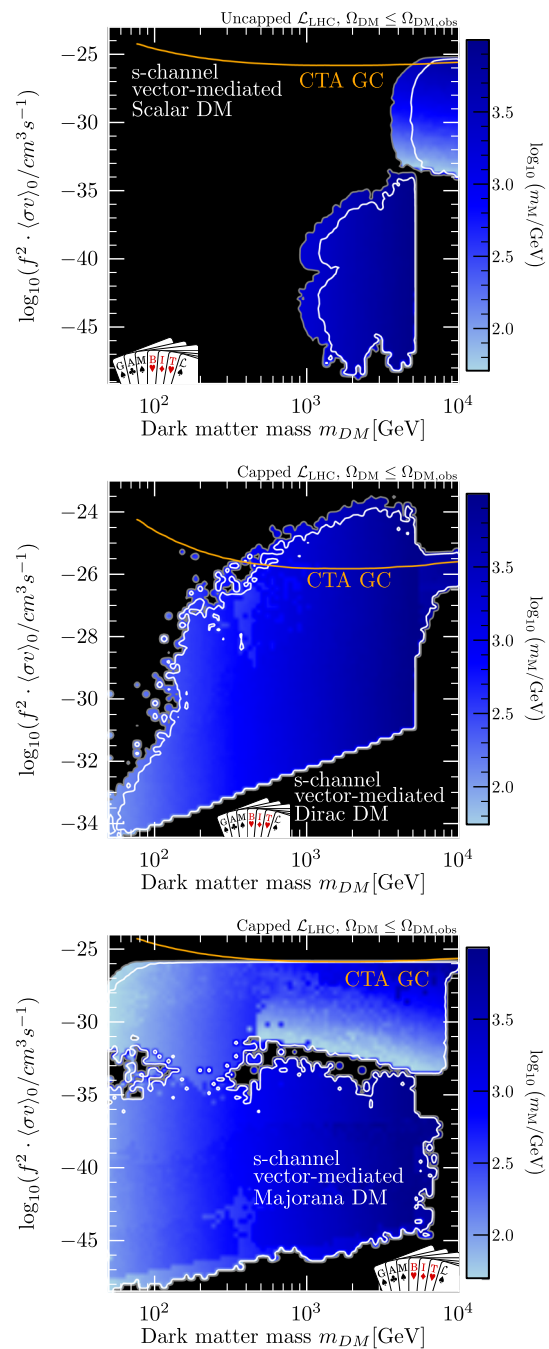 Uncapped ℒ_LHC, Ω_DM ≤ Ω_DM,obs
−25
−30
−35
−40
−45
log₁₀(f² · ⟨σv⟩₀/cm³s⁻¹)
s-channel
vector-mediated
Scalar DM
CTA GC
GAMBIT ℒ
10²
10³
10⁴
Dark matter mass m_DM[GeV]
3.5
3.0
2.5
2.0
log₁₀ (m_M/GeV)
Capped ℒ_LHC, Ω_DM ≤ Ω_DM,obs
−24
−26
−28
−30
−32
−34
log₁₀(f² · ⟨σv⟩₀/cm³s⁻¹)
CTA GC
s-channel
vector-mediated
Dirac DM
GAMBIT ℒ
10²
10³
10⁴
Dark matter mass m_DM[GeV]
3.5
3.0
2.5
2.0
log₁₀ (m_M/GeV)
Capped ℒ_LHC, Ω_DM ≤ Ω_DM,obs
−25
−30
−35
−40
−45
log₁₀(f² · ⟨σv⟩₀/cm³s⁻¹)
CTA GC
s-channel
vector-mediated
Majorana DM
GAMBIT ℒ
10²
10³
10⁴
Dark matter mass m_DM[GeV]
3.5
3.0
2.5
2.0
log₁₀ (m_M/GeV)